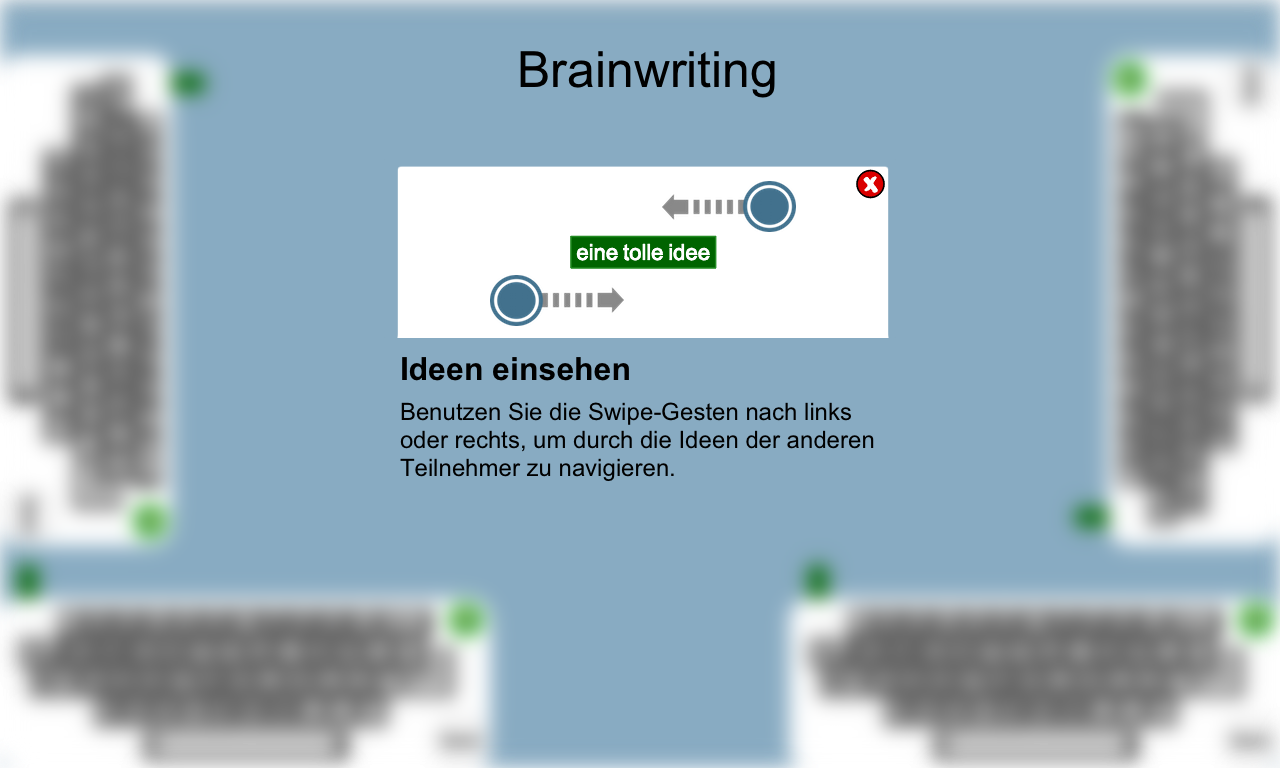 Brainwriting
eine tolle idee
Ideen einsehen
Benutzen Sie die Swipe-Gesten nach links
oder rechts, um durch die Ideen der anderen
Teilnehmer zu navigieren.